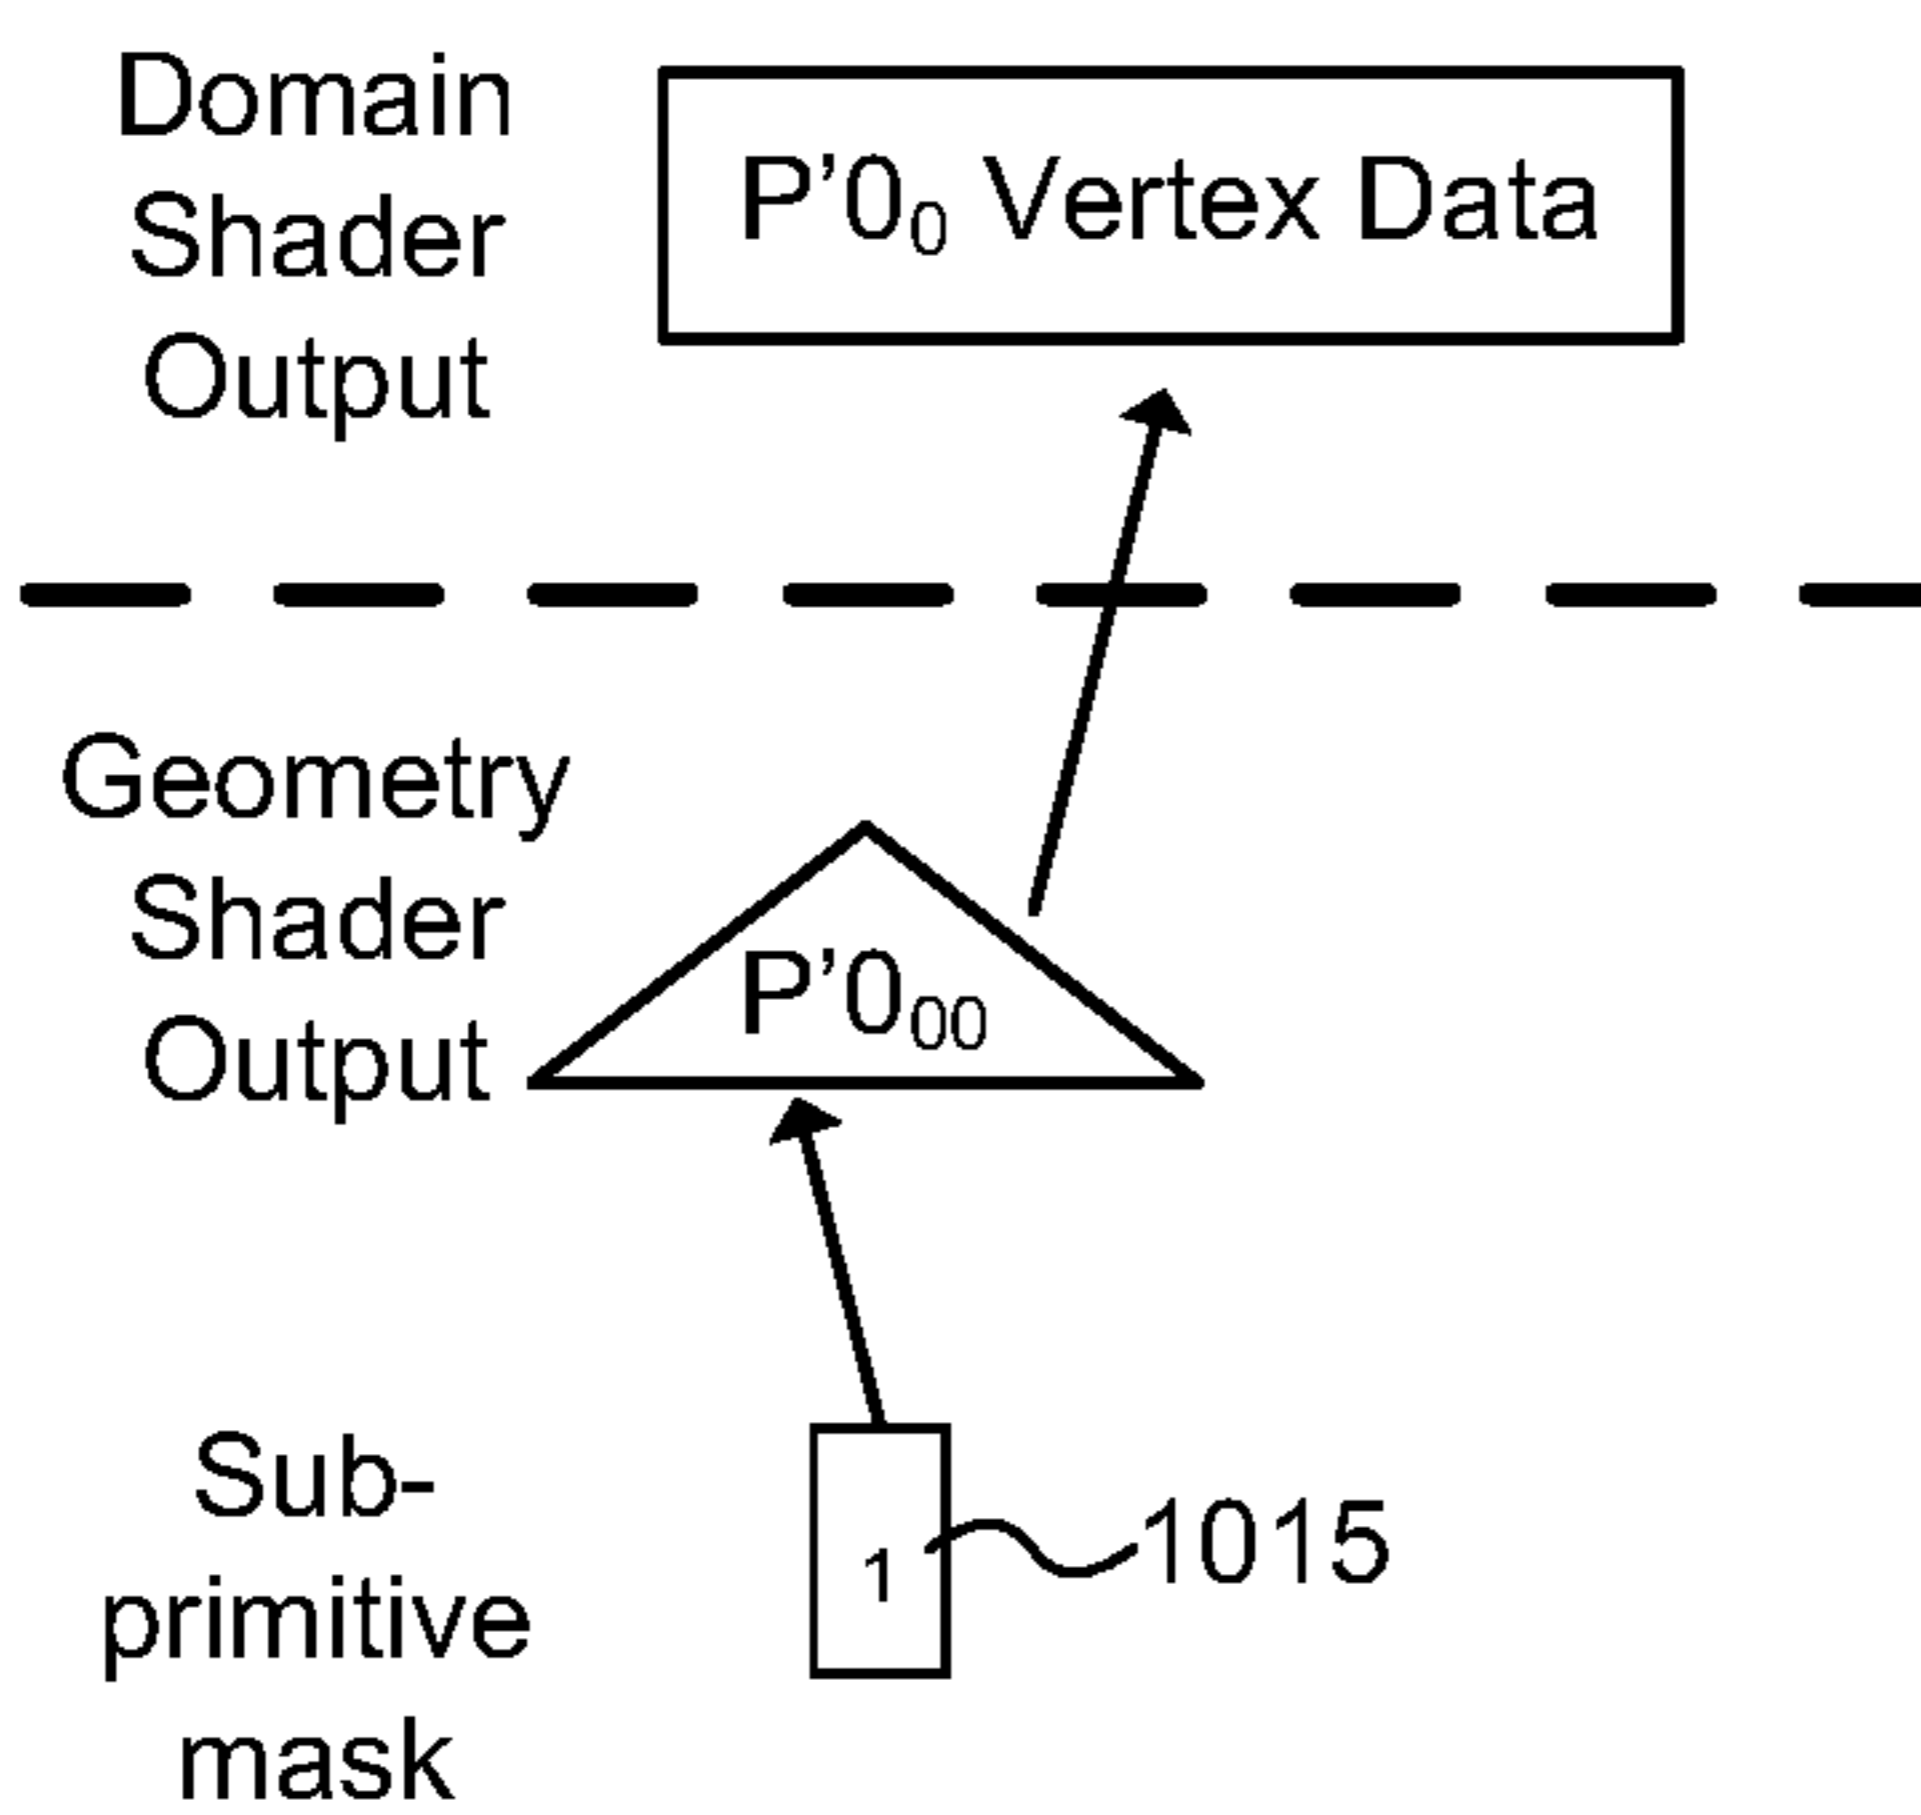 Domain
Shader
Output
P’0₀ Vertex Data
Geometry
Shader
Output
P’0₀₀
Sub-
primitive
mask
1
1015